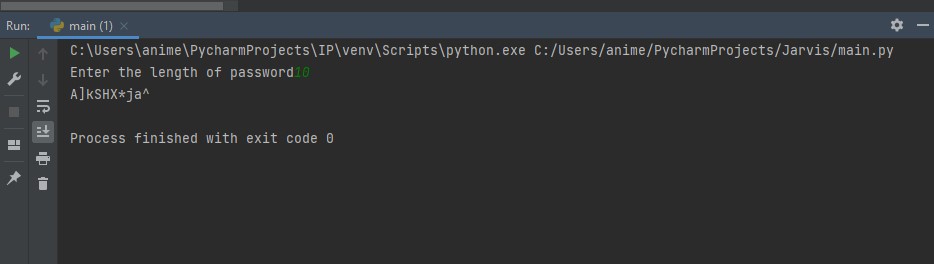 Run: main (1)
C:\Users\anime\PycharmProjects\IP\venv\Scripts\python.exe C:/Users/anime/PycharmProjects/Jarvis/main.py
Enter the length of password10
A]kSHX*ja^
Process finished with exit code 0